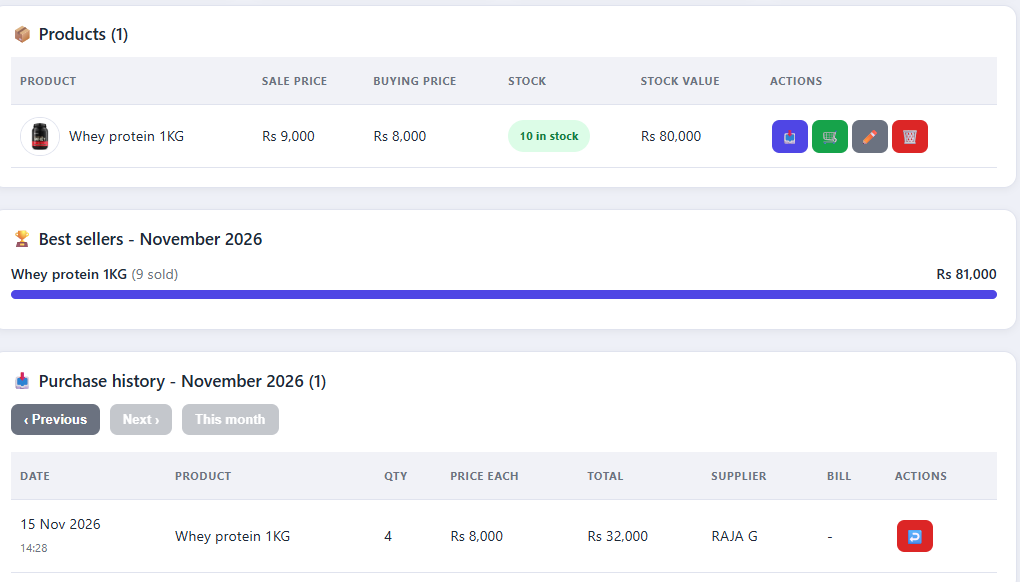 Products (1)
PRODUCT SALE PRICE BUYING PRICE STOCK STOCK VALUE ACTIONS
Whey protein 1KG Rs 9,000 Rs 8,000 10 in stock Rs 80,000
Best sellers - November 2026
Whey protein 1KG (9 sold) Rs 81,000
Purchase history - November 2026 (1)
‹ Previous Next › This month
DATE PRODUCT QTY PRICE EACH TOTAL SUPPLIER BILL ACTIONS
15 Nov 2026
14:28
Whey protein 1KG 4 Rs 8,000 Rs 32,000 RAJA G -